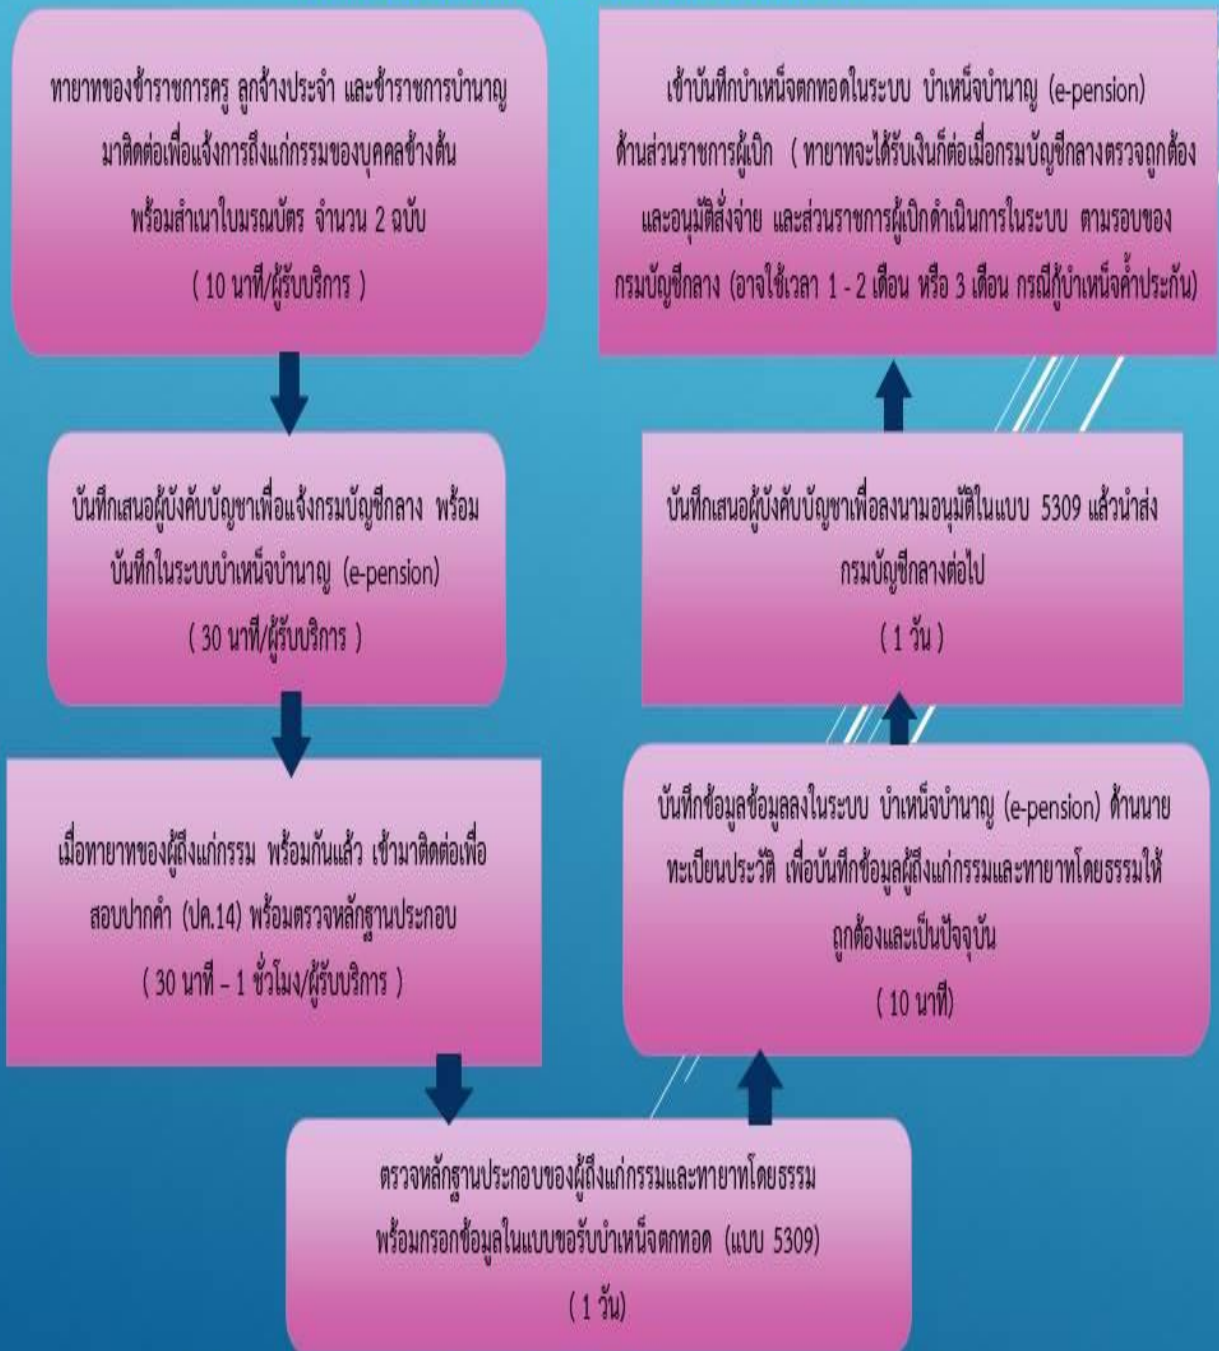 ทายาทของข้าราชการครู ลูกจ้างประจำ และข้าราชการบำนาญ
มาติดต่อเพื่อแจ้งการถึงแก่กรรมของบุคคลข้างต้น
พร้อมสำเนาใบมรณบัตร จำนวน 2 ฉบับ
( 10 นาที/ผู้รับบริการ )
บันทึกเสนอผู้บังคับบัญชาเพื่อแจ้งกรมบัญชีกลาง พร้อม
บันทึกในระบบบำเหน็จบำนาญ (e-pension)
( 30 นาที/ผู้รับบริการ )
เมื่อทายาทของผู้ถึงแก่กรรม พร้อมกันแล้ว เข้ามาติดต่อเพื่อ
สอบปากคำ (ปค.14) พร้อมตรวจหลักฐานประกอบ
( 30 นาที – 1 ชั่วโมง/ผู้รับบริการ )
ตรวจหลักฐานประกอบของผู้ถึงแก่กรรมและทายาทโดยธรรม
พร้อมกรอกข้อมูลในแบบขอรับบำเหน็จตกทอด (แบบ 5309)
( 1 วัน)
บันทึกข้อมูลข้อมูลลงในระบบ บำเหน็จบำนาญ (e-pension) ด้านนาย
ทะเบียนประวัติ เพื่อบันทึกข้อมูลผู้ถึงแก่กรรมและทายาทโดยธรรมให้
ถูกต้องและเป็นปัจจุบัน
( 10 นาที)
บันทึกเสนอผู้บังคับบัญชาเพื่อลงนามอนุมัติในแบบ 5309 แล้วนำส่ง
กรมบัญชีกลางต่อไป
( 1 วัน )
เข้าบันทึกบำเหน็จตกทอดในระบบ บำเหน็จบำนาญ (e-pension)
ด้านส่วนราชการผู้เบิก ( ทายาทจะได้รับเงินก็ต่อเมื่อกรมบัญชีกลางตรวจถูกต้อง
และอนุมัติสั่งจ่าย และส่วนราชการผู้เบิกดำเนินการในระบบ ตามรอบของ
กรมบัญชีกลาง (อาจใช้เวลา 1 - 2 เดือน หรือ 3 เดือน กรณีกู้บำเหน็จค้ำประกัน)